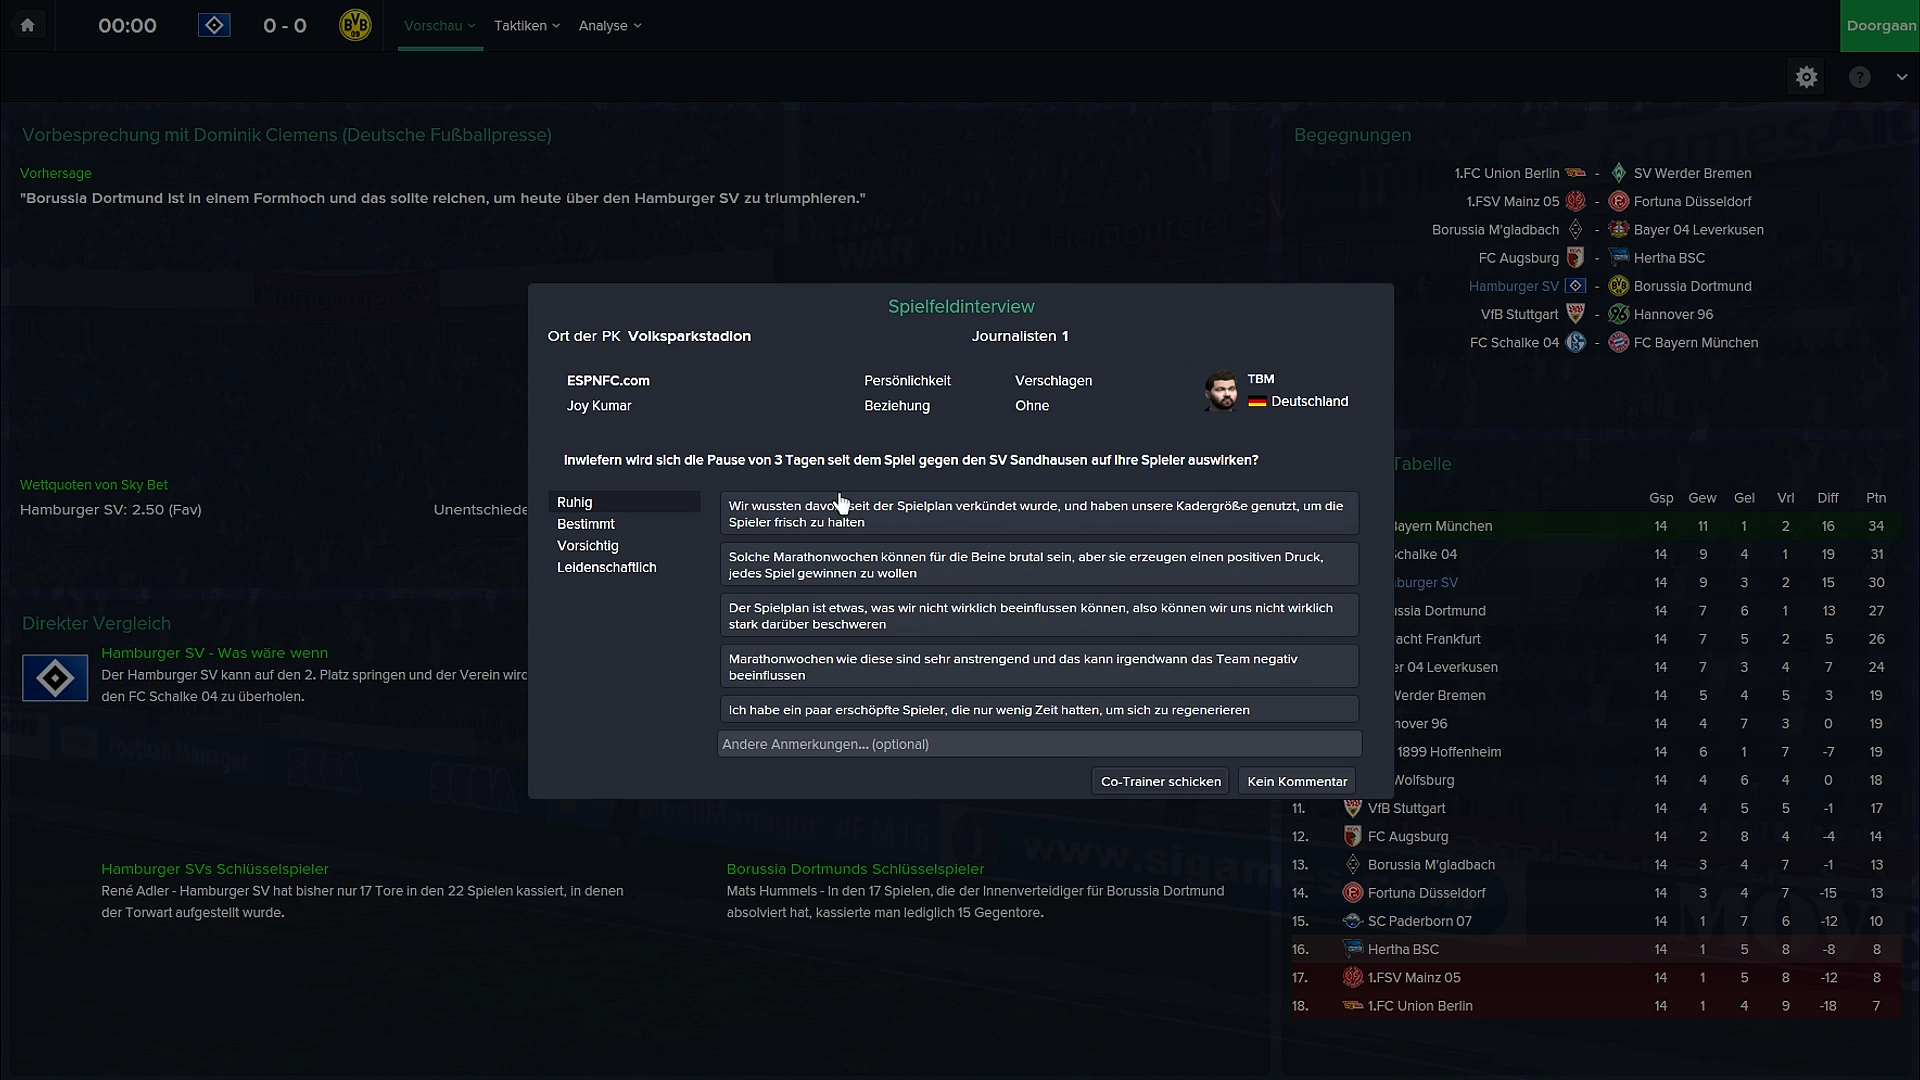 00:00
0 - 0
Vorschau
Taktiken
Analyse
Doorgaan
Vorbesprechung mit Dominik Clemens (Deutsche Fußballpresse)
Vorhersage
"Borussia Dortmund ist in einem Formhoch und das sollte reichen, um heute über den Hamburger SV zu triumphieren."
Begegnungen
1.FC Union Berlin - SV Werder Bremen
1.FSV Mainz 05 - Fortuna Düsseldorf
Borussia M'gladbach - Bayer 04 Leverkusen
FC Augsburg - Hertha BSC
Hamburger SV - Borussia Dortmund
VfB Stuttgart - Hannover 96
FC Schalke 04 - FC Bayern München
Spielfeldinterview
Ort der PK Volksparkstadion
Journalisten 1
ESPNFC.com
Joy Kumar
Persönlichkeit Verschlagen
Beziehung Ohne
TBM
Deutschland
Inwiefern wird sich die Pause von 3 Tagen seit dem Spiel gegen den SV Sandhausen auf Ihre Spieler auswirken?
Ruhig
Bestimmt
Vorsichtig
Leidenschaftlich
Wir wussten davon seit der Spielplan verkündet wurde, und haben unsere Kadergröße genutzt, um die
Spieler frisch zu halten
Solche Marathonwochen können für die Beine brutal sein, aber sie erzeugen einen positiven Druck,
jedes Spiel gewinnen zu wollen
Der Spielplan ist etwas, was wir nicht wirklich beeinflussen können, also können wir uns nicht wirklich
stark darüber beschweren
Marathonwochen wie diese sind sehr anstrengend und das kann irgendwann das Team negativ
beeinflussen
Ich habe ein paar erschöpfte Spieler, die nur wenig Zeit hatten, um sich zu regenerieren
Andere Anmerkungen... (optional)
Co-Trainer schicken
Kein Kommentar
Wettquoten von Sky Bet
Hamburger SV: 2.50 (Fav)
Unentschiede
Direkter Vergleich
Hamburger SV - Was wäre wenn
Der Hamburger SV kann auf den 2. Platz springen und der Verein wird
den FC Schalke 04 zu überholen.
Hamburger SVs Schlüsselspieler
René Adler - Hamburger SV hat bisher nur 17 Tore in den 22 Spielen kassiert, in denen
der Torwart aufgestellt wurde.
Borussia Dortmunds Schlüsselspieler
Mats Hummels - In den 17 Spielen, die der Innenverteidiger für Borussia Dortmund
absolviert hat, kassierte man lediglich 15 Gegentore.
Tabelle
Gsp Gew Gel Vrl Diff Ptn
Bayern München 14 11 1 2 16 34
Schalke 04 14 9 4 1 19 31
burger SV 14 9 3 2 15 30
ussia Dortmund 14 7 6 1 13 27
acht Frankfurt 14 7 5 2 5 26
er 04 Leverkusen 14 7 3 4 7 24
Werder Bremen 14 5 4 5 3 19
nover 96 14 4 7 3 0 19
1899 Hoffenheim 14 6 1 7 -7 19
Wolfsburg 14 4 6 4 0 18
11. VfB Stuttgart 14 4 5 5 -1 17
12. FC Augsburg 14 2 8 4 -4 14
13. Borussia M'gladbach 14 3 4 7 -1 13
14. Fortuna Düsseldorf 14 3 4 7 -15 13
15. SC Paderborn 07 14 1 7 6 -12 10
16. Hertha BSC 14 1 5 8 -8 8
17. 1.FSV Mainz 05 14 1 5 8 -12 8
18. 1.FC Union Berlin 14 1 4 9 -18 7